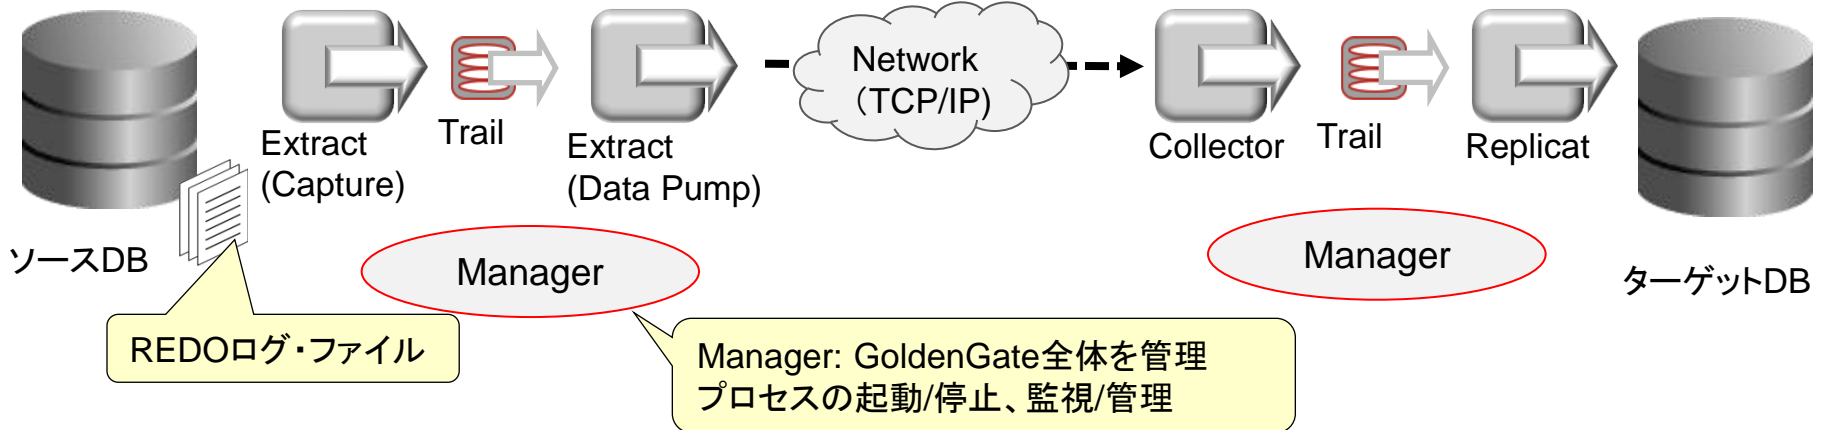 Extract
(Capture)
Trail
Extract
(Data Pump)
Network
（TCP/IP)
Collector
Trail
Replicat
ソースDB
Manager
Manager
ターゲットDB
REDOログ・ファイル
Manager: GoldenGate全体を管理
プロセスの起動/停止、監視/管理